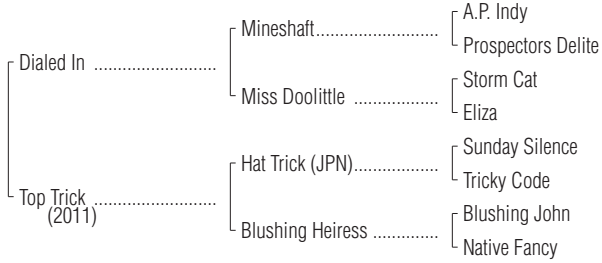 A.P. Indy
Mineshaft
Prospectors Delite
Dialed In
Storm Cat
Miss Doolittle
Eliza
Sunday Silence
Hat Trick (JPN)
Tricky Code
Top Trick
(2011)
Blushing John
Blushing Heiress
Native Fancy